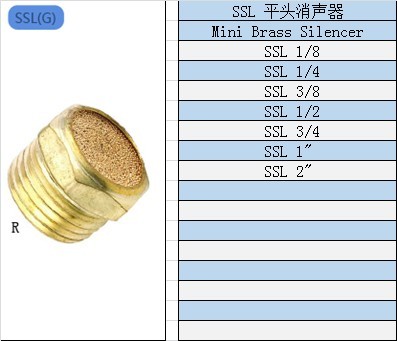 SSL(G)
SSL 平头消声器
Mini Brass Silencer
SSL 1/8
SSL 1/4
SSL 3/8
SSL 1/2
SSL 3/4
SSL 1"
SSL 2"
R